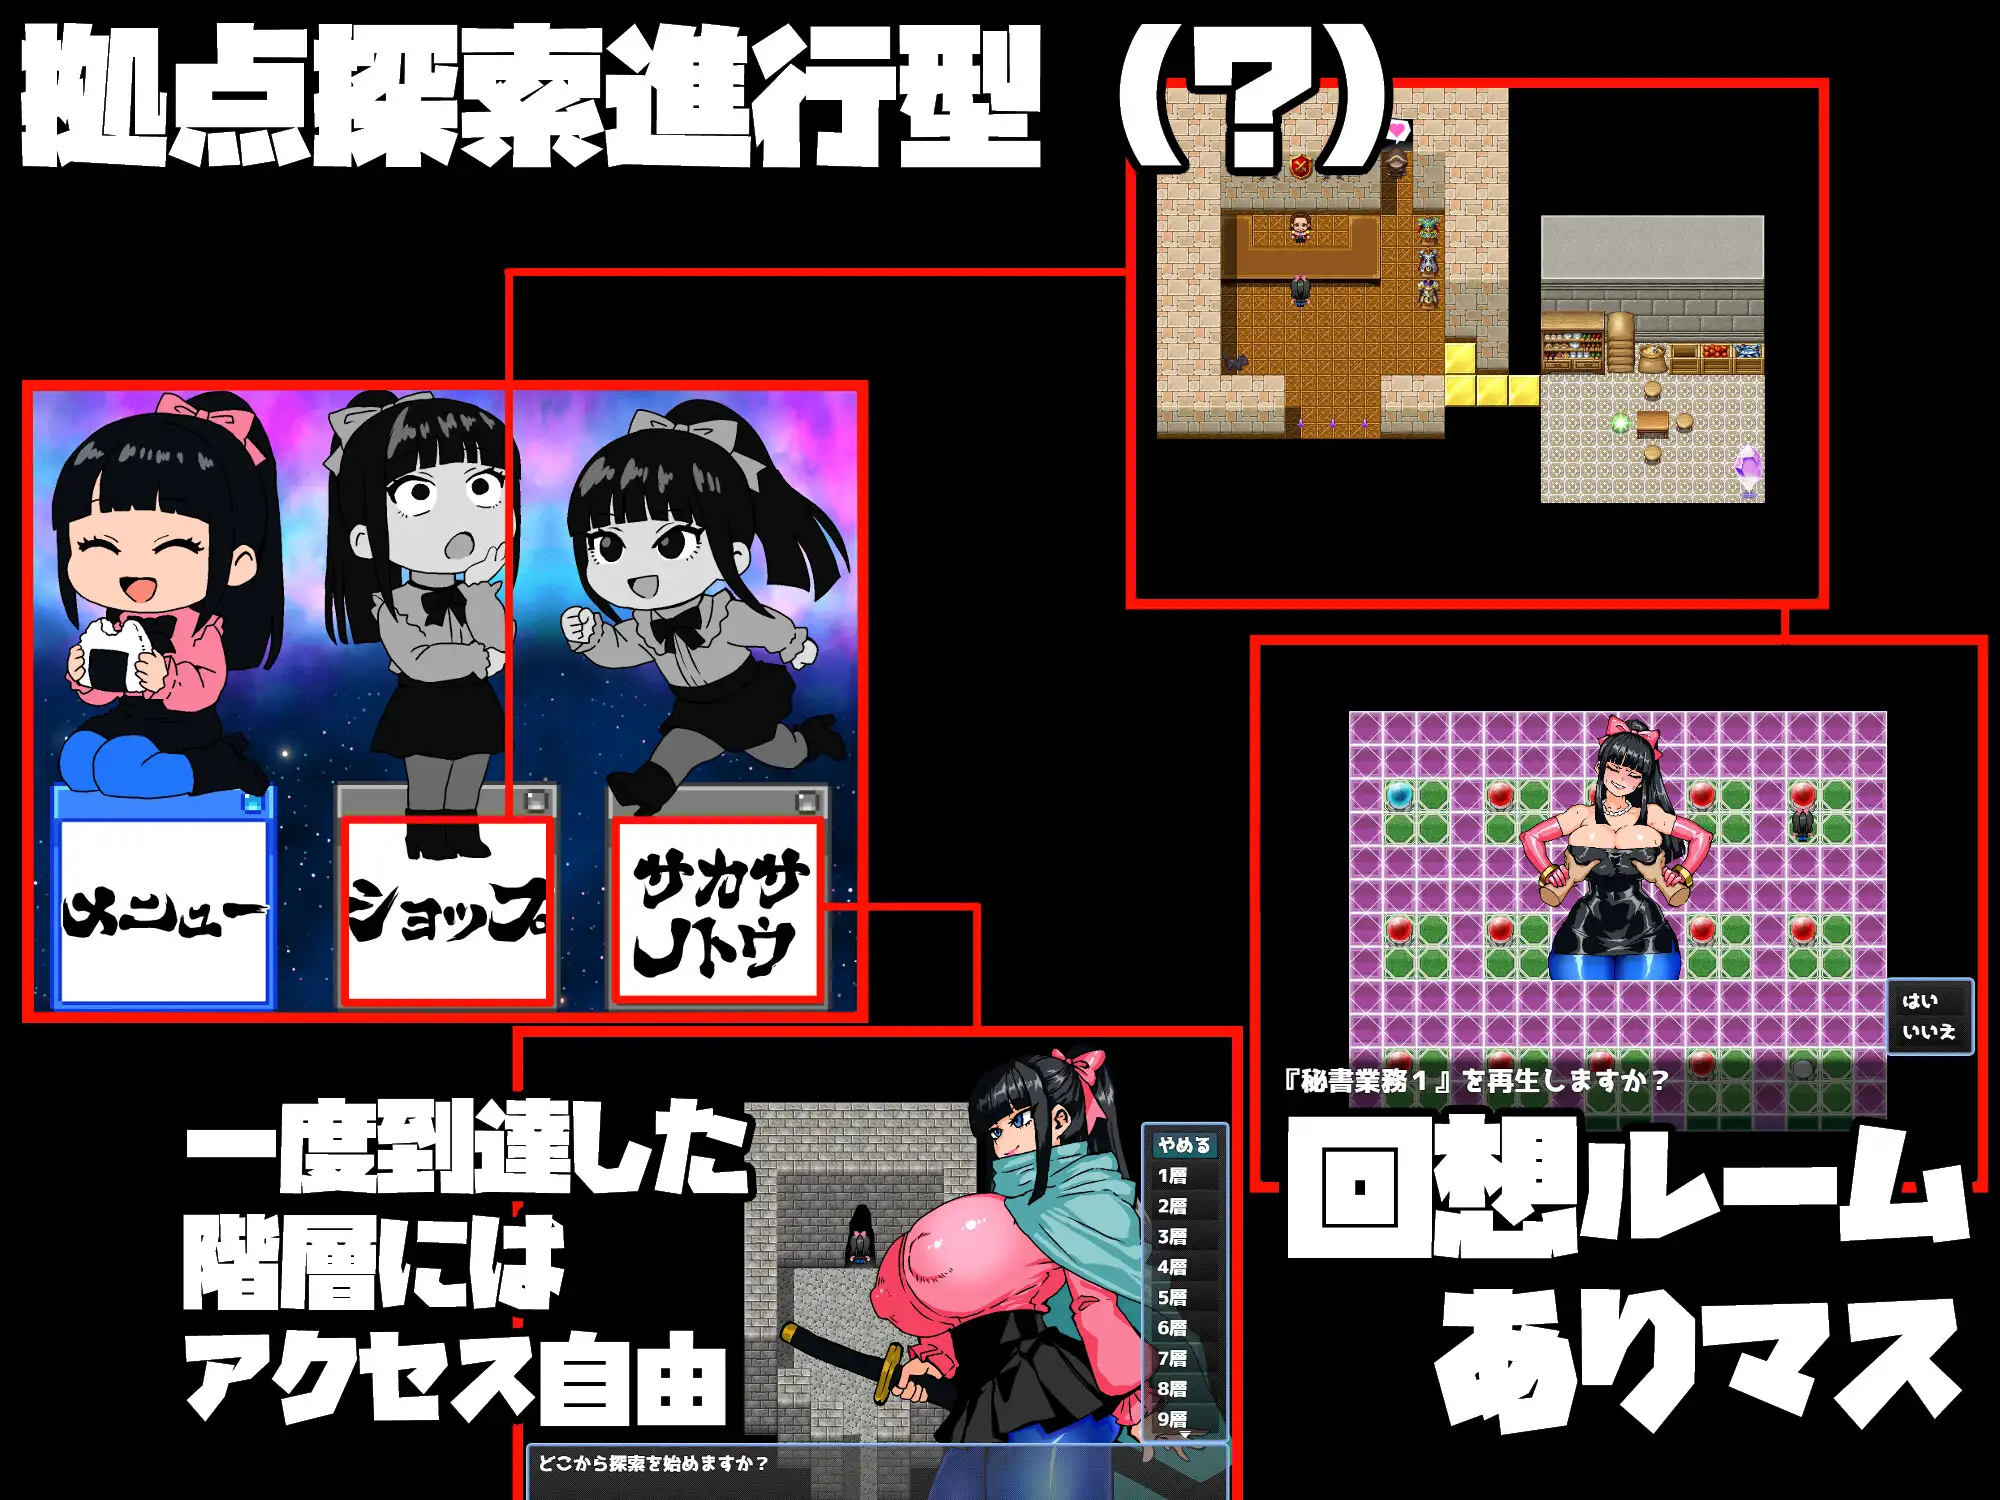 拠点探索進行型（？）
メニュー
ショップ
サカサ
ノトウ
はい
いいえ
『秘書業務１』を再生しますか？
回想ルーム
ありマス
一度到達した
階層には
アクセス自由
やめる
1層
2層
3層
4層
5層
6層
7層
8層
9層
どこから探索を始めますか？